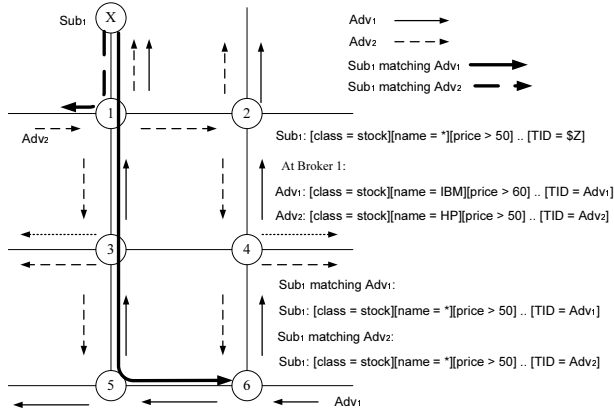 X
Sub1
Adv1
Adv2
Sub1 matching Adv1
Sub1 matching Adv2
1
2
Adv2
Sub1: [class = stock][name = *][price > 50] .. [TID = $Z]
At Broker 1:
Adv1: [class = stock][name = IBM][price > 60] .. [TID = Adv1]
Adv2: [class = stock][name = HP][price > 50] .. [TID = Adv2]
3
4
Sub1 matching Adv1:
Sub1: [class = stock][name = *][price > 50] .. [TID = Adv1]
Sub1 matching Adv2:
Sub1: [class = stock][name = *][price > 50] .. [TID = Adv2]
5
6
Adv1